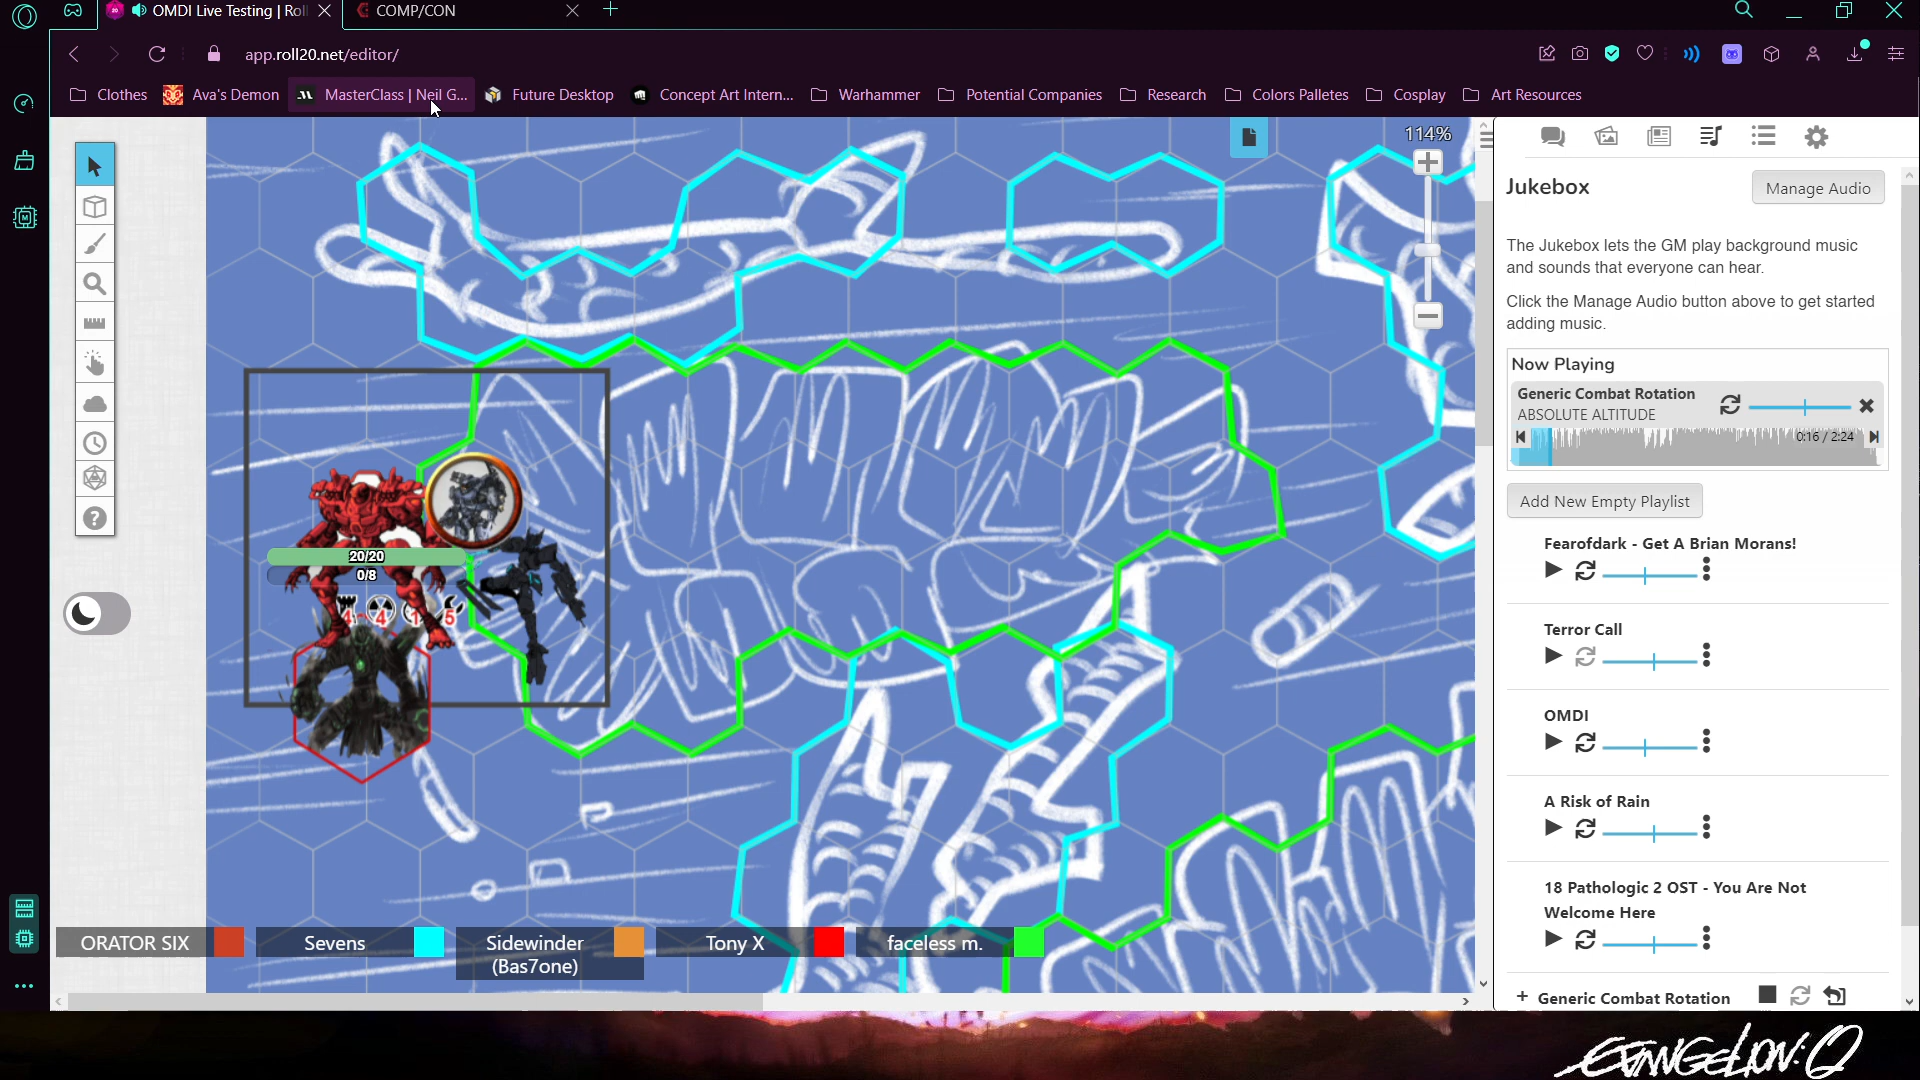 OMDI Live Testing | Roll
COMP/CON
app.roll20.net/editor/
Clothes
Ava's Demon
MasterClass | Neil G...
Future Desktop
Concept Art Intern...
Warhammer
Potential Companies
Research
Colors Palletes
Cosplay
Art Resources
114%
Jukebox
Manage Audio
The Jukebox lets the GM play background music
and sounds that everyone can hear.
Click the Manage Audio button above to get started
adding music.
Now Playing
Generic Combat Rotation
ABSOLUTE ALTITUDE
0:16 / 2:24
Add New Empty Playlist
Fearofdark - Get A Brian Morans!
Terror Call
OMDI
A Risk of Rain
18 Pathologic 2 OST - You Are Not
Welcome Here
+ Generic Combat Rotation
20/20
0/8
4 4 1 5
ORATOR SIX
Sevens
Sidewinder
(Bas7one)
Tony X
faceless m.
EVANGELION:Q